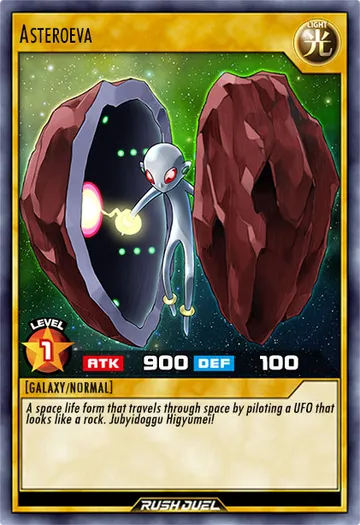 Asteroeva
LIGHT
光
LEVEL
1
ATK 900 DEF 100
[GALAXY/NORMAL]
A space life form that travels through space by piloting a UFO that
looks like a rock. Jubyidoggu Higyumei!
RUSH DUEL